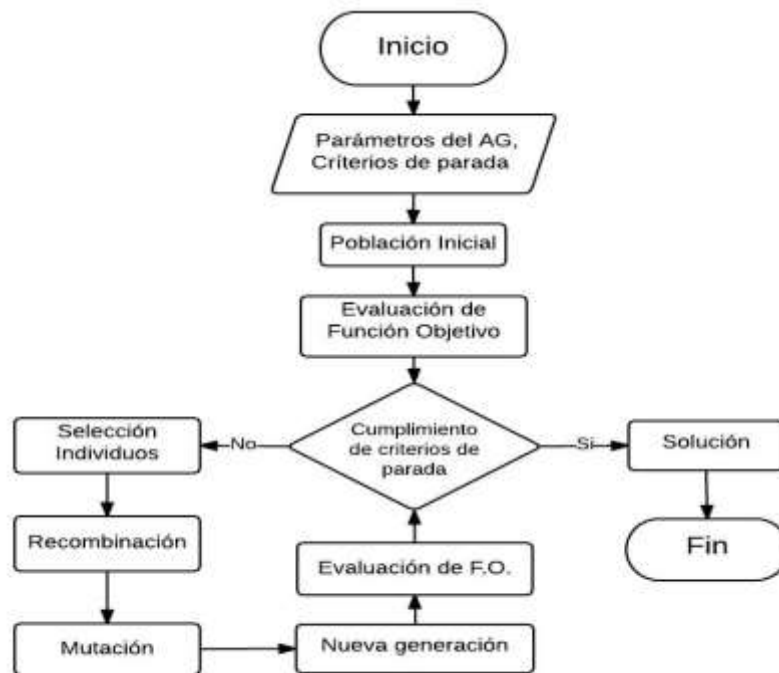 Inicio
Parámetros del AG,
Críterios de parada
Población Inicial
Evaluación de
Función Objetivo
Cumplimiento
de criterios de
parada
No
Si
Selección
Individuos
Solución
Recombinación
Fin
Evaluación de F.O.
Mutación
Nueva generación